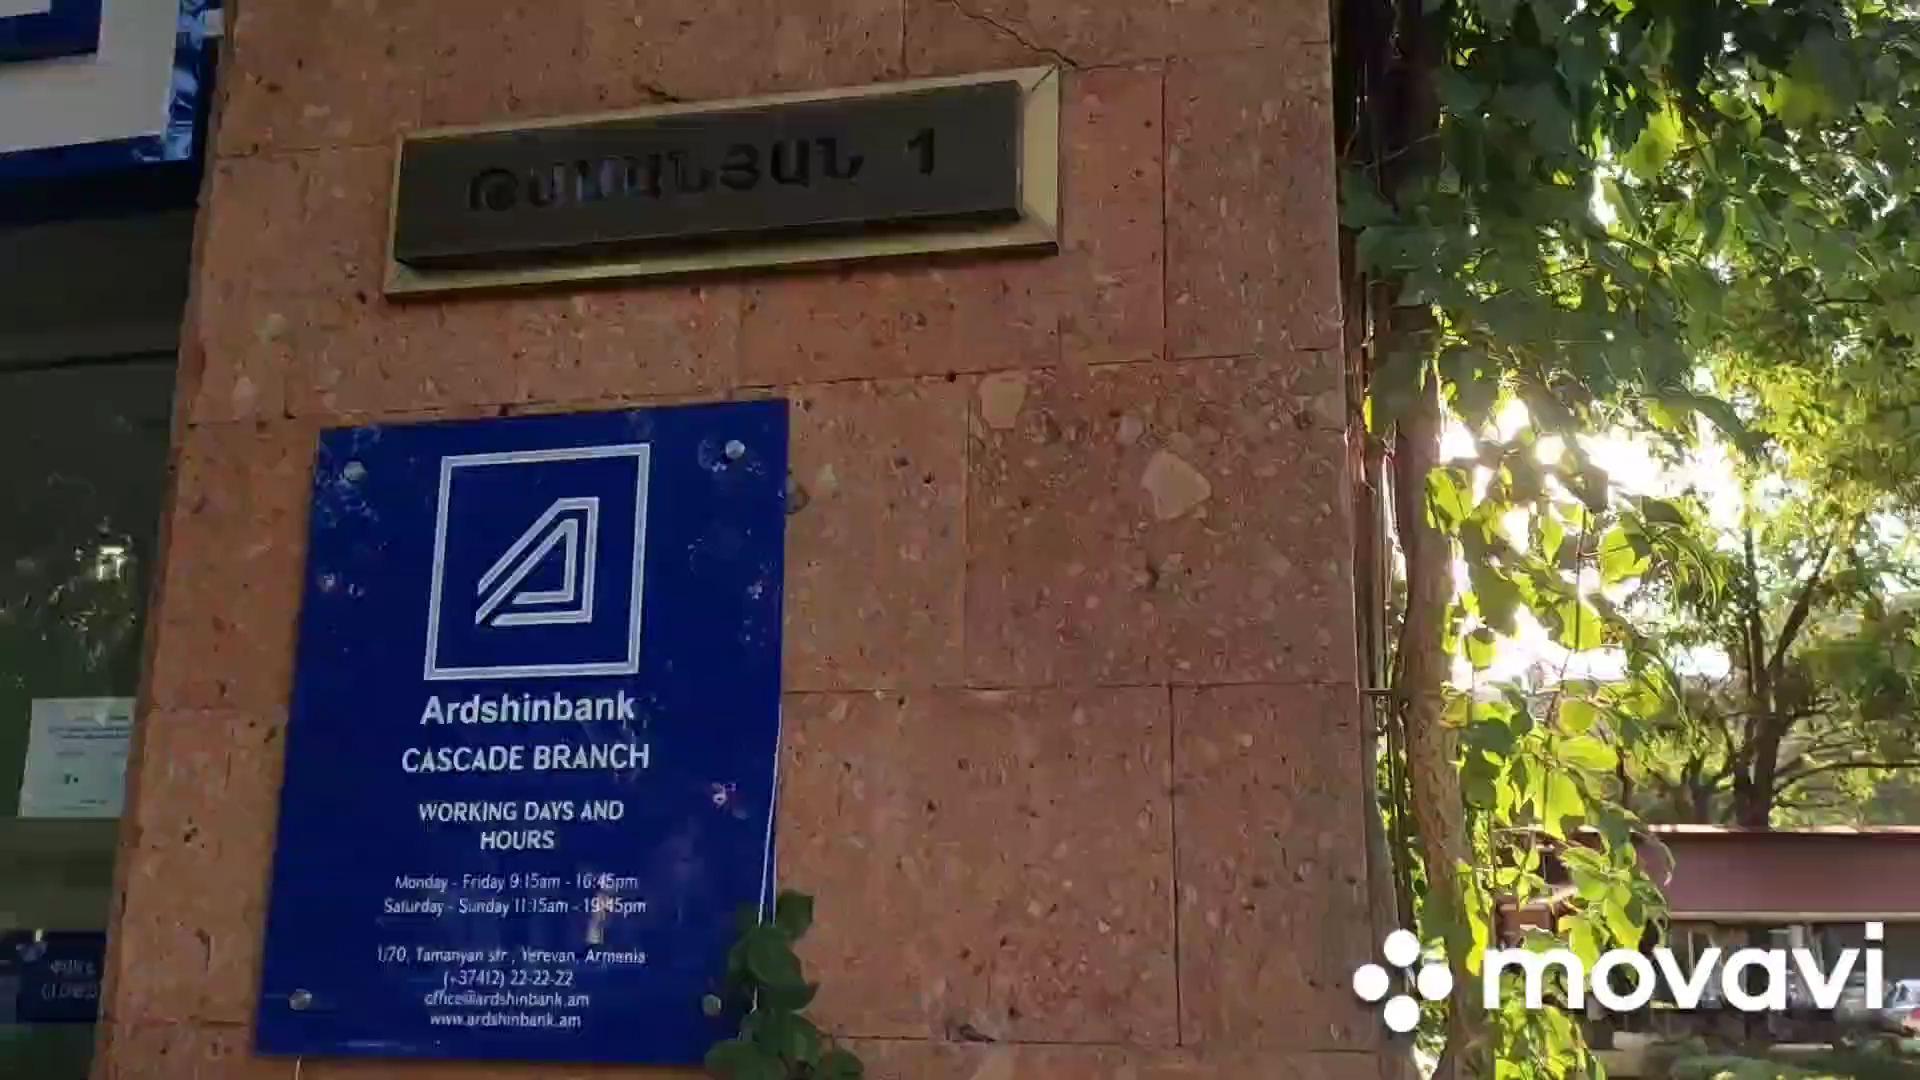 ԹԱՄԱՆՅԱՆ 1
Ardshinbank
CASCADE BRANCH
WORKING DAYS AND
HOURS
Monday - Friday 9:15am - 16:45pm
Saturday - Sunday 11:15am - 19:45pm
1/70, Tamanyan str., Yerevan, Armenia
(+37412) 22-22-22
office@ardshinbank.am
www.ardshinbank.am
movavi